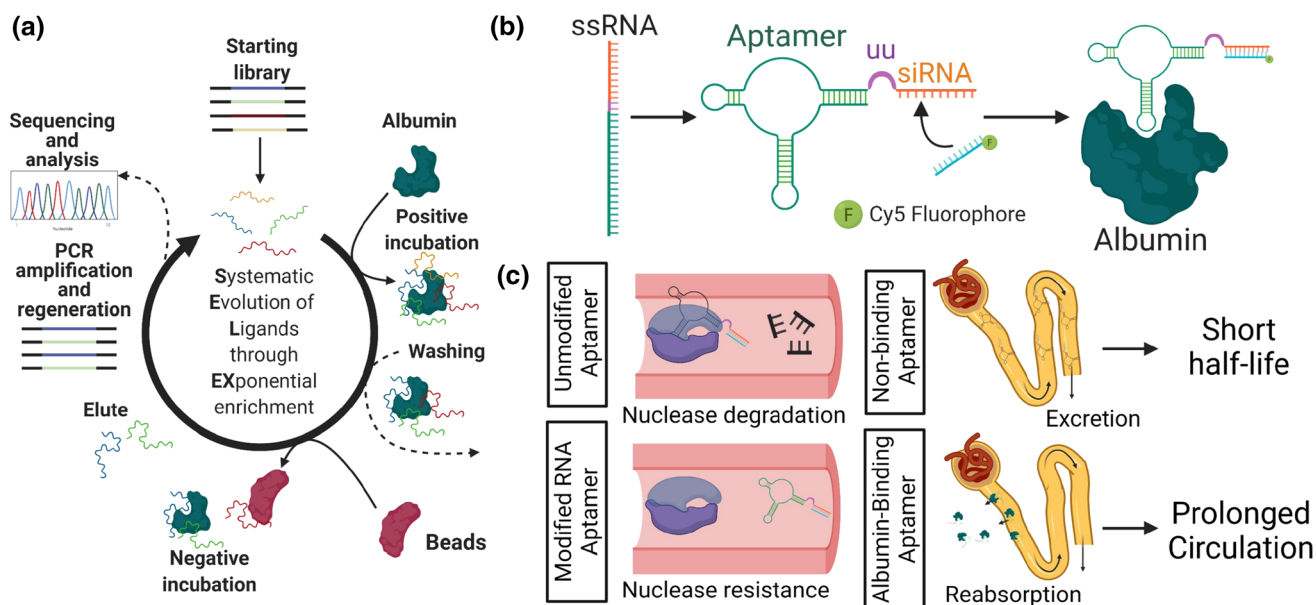 (a)
Starting
library
Sequencing
and
analysis
Nucleotide
PCR
amplification
and
regeneration
Albumin
Positive
incubation
Systematic
Evolution of
Ligands
through
EXponential
enrichment
Washing
Elute
Negative
incubation
Beads
(b)
ssRNA
Aptamer
uu
siRNA
F
F
F Cy5 Fluorophore
Albumin
(c)
Unmodified
Aptamer
Nuclease degradation
Non-binding
Aptamer
Excretion
Short
half-life
Modified RNA
Aptamer
Nuclease resistance
Albumin-Binding
Aptamer
Reabsorption
Prolonged
Circulation